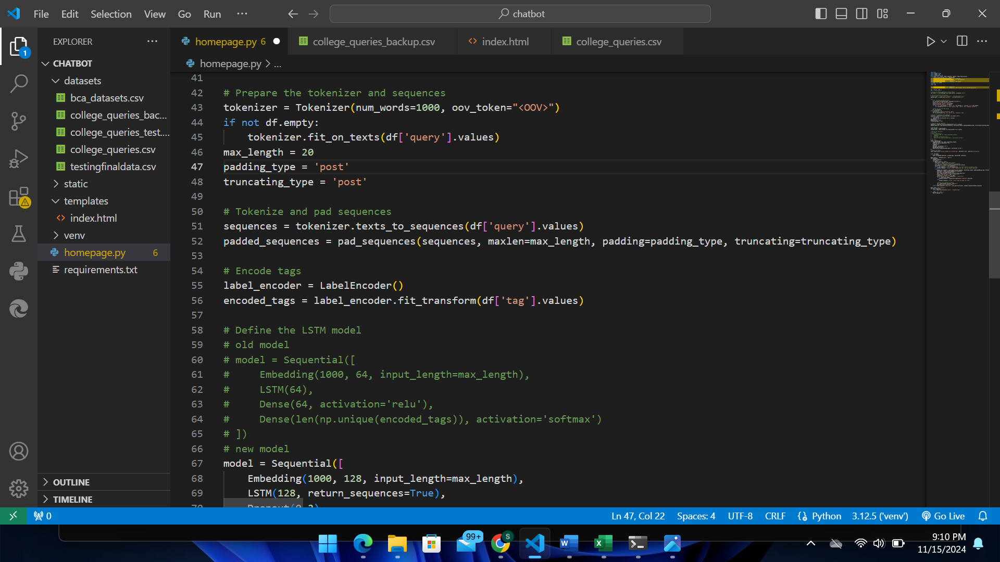 File Edit Selection View Go Run ···
chatbot
EXPLORER ···
homepage.py 6
college_queries_backup.csv
index.html
college_queries.csv
homepage.py > ...
1
CHATBOT
datasets
bca_datasets.csv
college_queries_bac...
college_queries_test....
college_queries.csv
testingfinaldata.csv
static
templates
index.html
venv
homepage.py 6
requirements.txt
OUTLINE
TIMELINE
41
42 # Prepare the tokenizer and sequences
43 tokenizer = Tokenizer(num_words=1000, oov_token="<OOV>")
44 if not df.empty:
45     tokenizer.fit_on_texts(df['query'].values)
46 max_length = 20
47 padding_type = 'post'
48 truncating_type = 'post'
49
50 # Tokenize and pad sequences
51 sequences = tokenizer.texts_to_sequences(df['query'].values)
52 padded_sequences = pad_sequences(sequences, maxlen=max_length, padding=padding_type, truncating=truncating_type)
53
54 # Encode tags
55 label_encoder = LabelEncoder()
56 encoded_tags = label_encoder.fit_transform(df['tag'].values)
57
58 # Define the LSTM model
59 # old model
60 # model = Sequential([
61 #     Embedding(1000, 64, input_length=max_length),
62 #     LSTM(64),
63 #     Dense(64, activation='relu'),
64 #     Dense(len(np.unique(encoded_tags)), activation='softmax')
65 # ])
66 # new model
67 model = Sequential([
68     Embedding(1000, 128, input_length=max_length),
69     LSTM(128, return_sequences=True),
0
Ln 47, Col 22 Spaces: 4 UTF-8 CRLF Python 3.12.5 ('venv') Go Live
99+
S
9:10 PM
11/15/2024